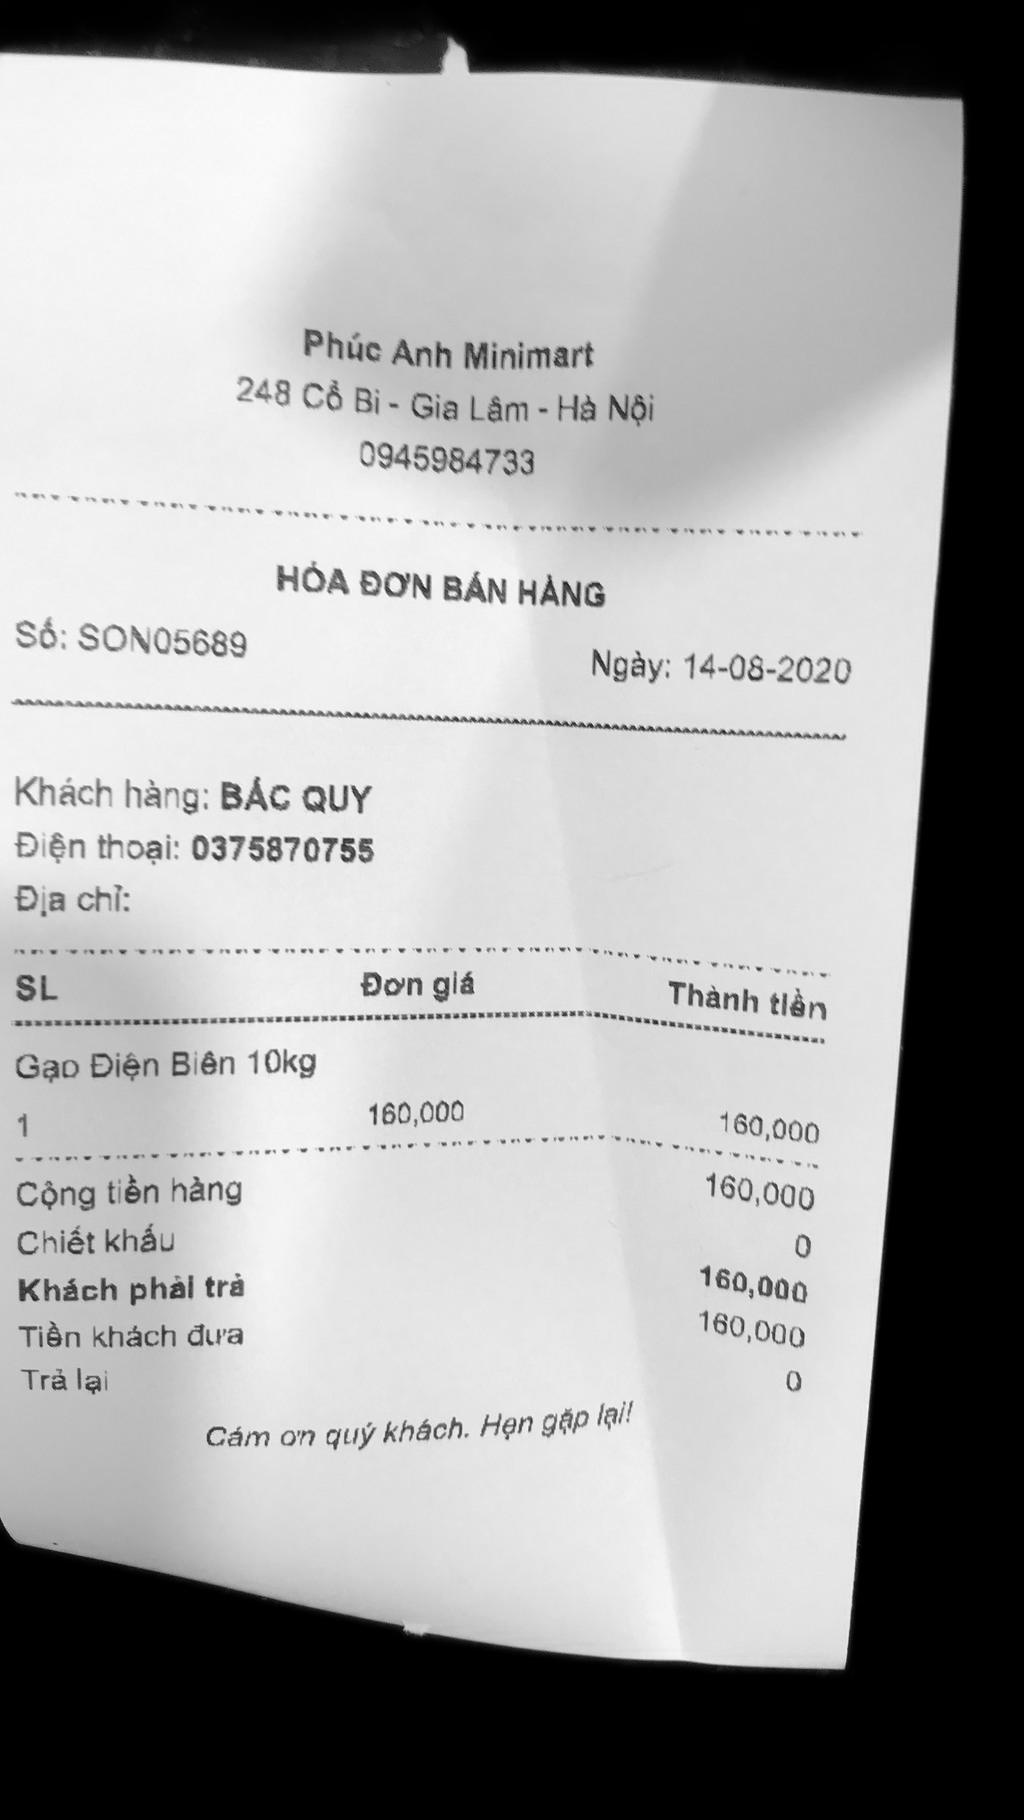 Phúc Anh Minimart
248 Cổ Bi - Gia Lâm - Hà Nội
0945984733
HÓA ĐƠN BÁN HÀNG
Số: SON05689 Ngày: 14-08-2020
Khách hàng: BÁC QUY
Điện thoại: 0375870755
Địa chỉ:
SL Đơn giá Thành tiền
Gạo Điện Biên 10kg
1 160,000 160,000
Cộng tiền hàng 160,000
Chiết khấu 0
Khách phải trả 160,000
Tiền khách đưa 160,000
Trả lại 0
Cám ơn quý khách. Hẹn gặp lại!